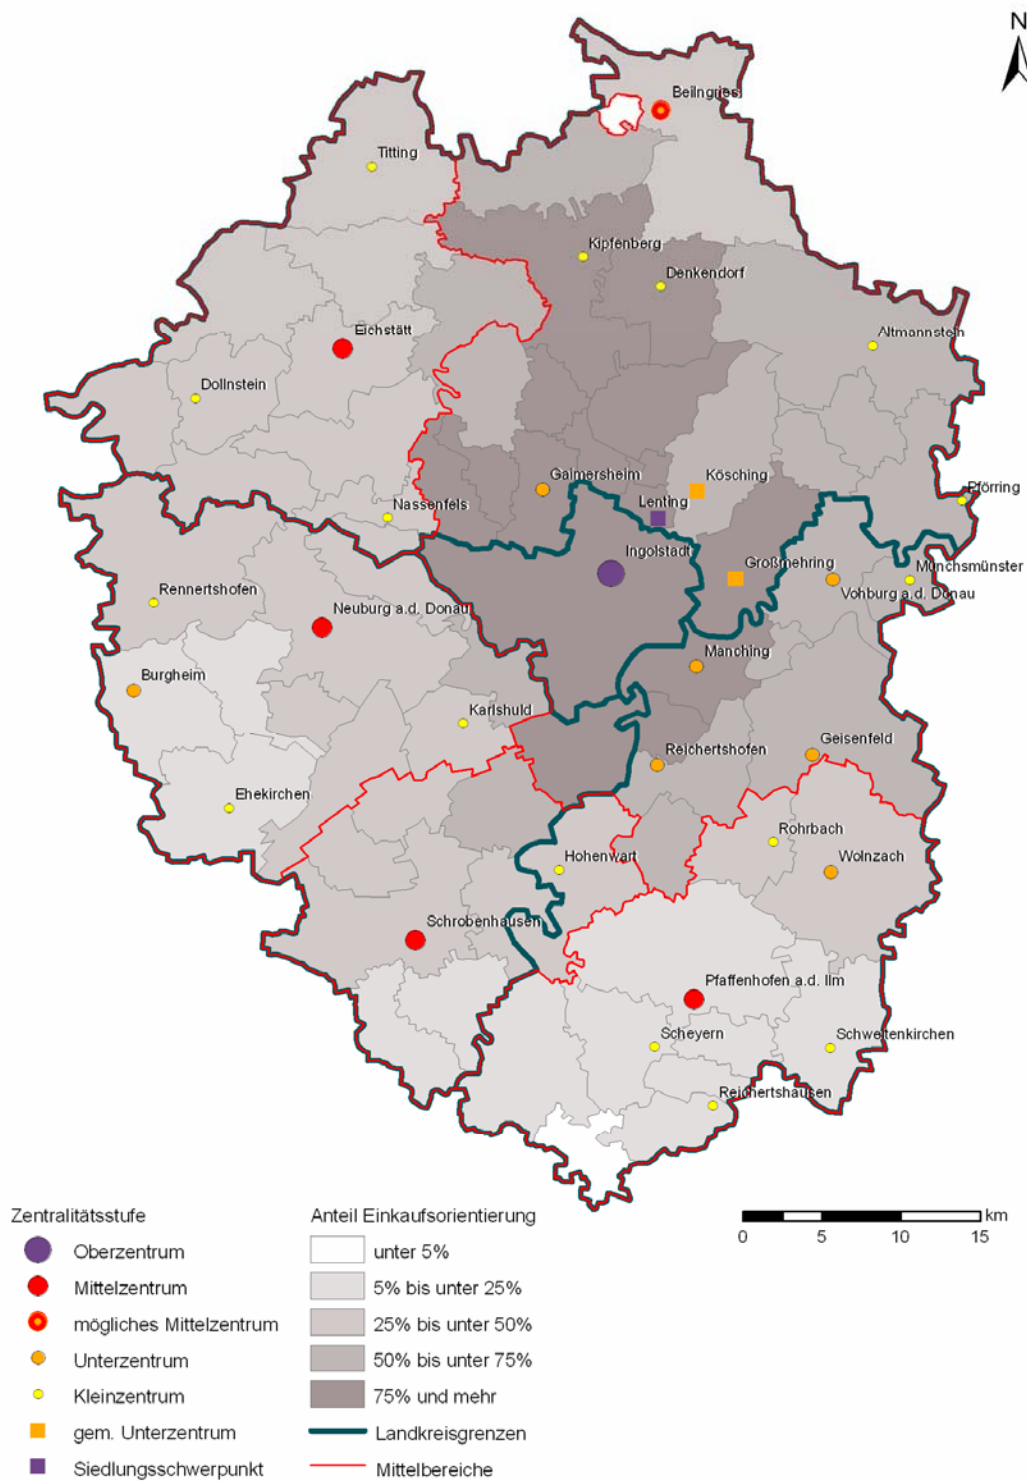 N
Beilngries
Titting
Kipfenberg
Denkendorf
Eichstätt
Altmannstein
Dollnstein
Gaimersheim
Kösching
Pförring
Nassenfels
Lenting
Ingolstadt
Großmehring
Münchsmünster
Vohburg a.d. Donau
Rennertshofen
Neuburg a.d. Donau
Manching
Burgheim
Karlshuld
Reichertshofen
Geisenfeld
Ehekirchen
Rohrbach
Hohenwart
Wolnzach
Schrobenhausen
Pfaffenhofen a.d. Ilm
Scheyern
Schweitenkirchen
Reichertshausen
Zentralitätsstufe
Oberzentrum
Mittelzentrum
mögliches Mittelzentrum
Unterzentrum
Kleinzentrum
gem. Unterzentrum
Siedlungsschwerpunkt
Anteil Einkaufsorientierung
unter 5%
5% bis unter 25%
25% bis unter 50%
50% bis unter 75%
75% und mehr
Landkreisgrenzen
Mittelbereiche
km
0 5 10 15